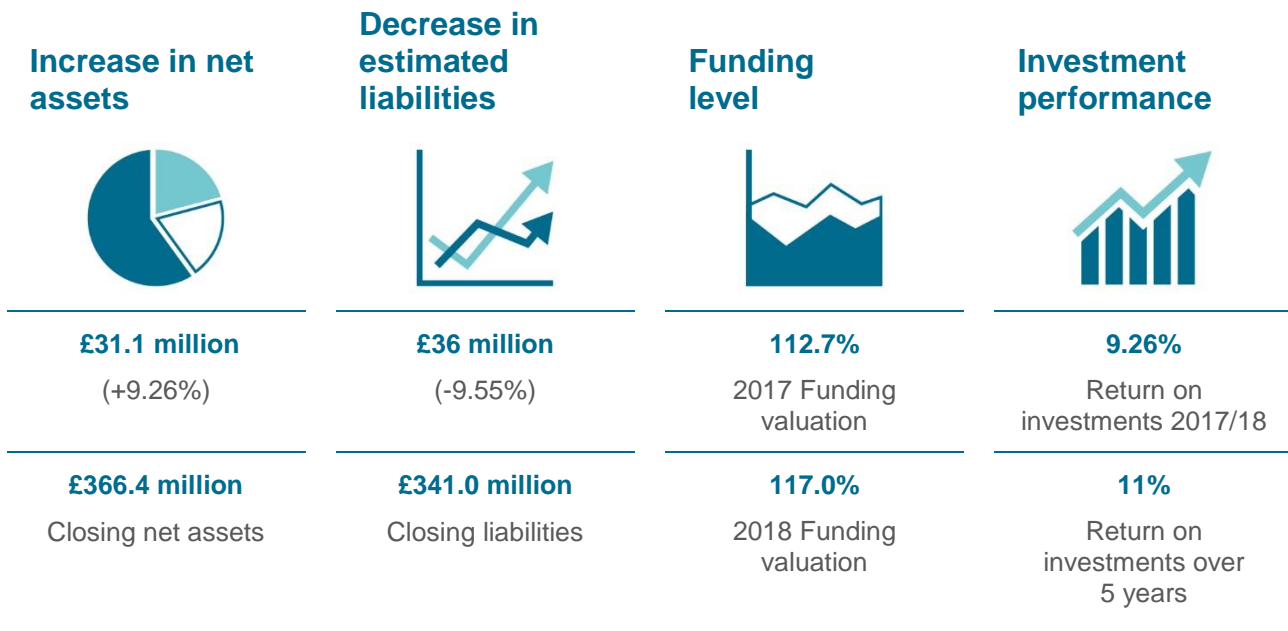 Increase in net
assets
Decrease in
estimated
liabilities
Funding
level
Investment
performance
£31.1 million
(+9.26%)
£36 million
(-9.55%)
112.7%
2017 Funding
valuation
9.26%
Return on
investments 2017/18
£366.4 million
Closing net assets
£341.0 million
Closing liabilities
117.0%
2018 Funding
valuation
11%
Return on
investments over
5 years